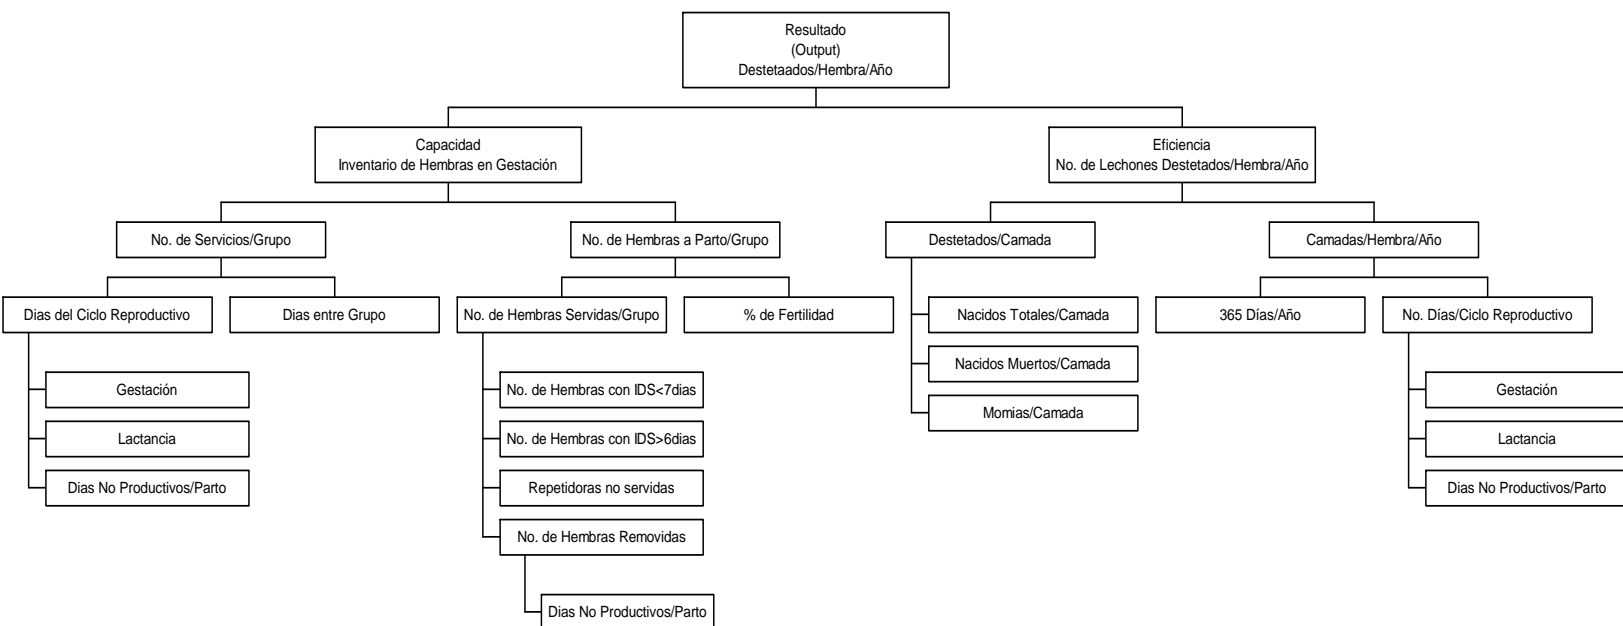 Resultado
(Output)
Destetaados/Hembra/Año
Capacidad
Inventario de Hembras en Gestación
Eficiencia
No. de Lechones Destetados/Hembra/Año
No. de Servicios/Grupo
No. de Hembras a Parto/Grupo
Destetados/Camada
Camadas/Hembra/Año
Dias del Ciclo Reproductivo
Dias entre Grupo
No. de Hembras Servidas/Grupo
% de Fertilidad
Nacidos Totales/Camada
365 Días/Año
No. Días/Ciclo Reproductivo
Nacidos Muertos/Camada
Momias/Camada
Gestación
Lactancia
Dias No Productivos/Parto
No. de Hembras con IDS<7dias
No. de Hembras con IDS>6dias
Repetidoras no servidas
No. de Hembras Removidas
Dias No Productivos/Parto
Gestación
Lactancia
Dias No Productivos/Parto